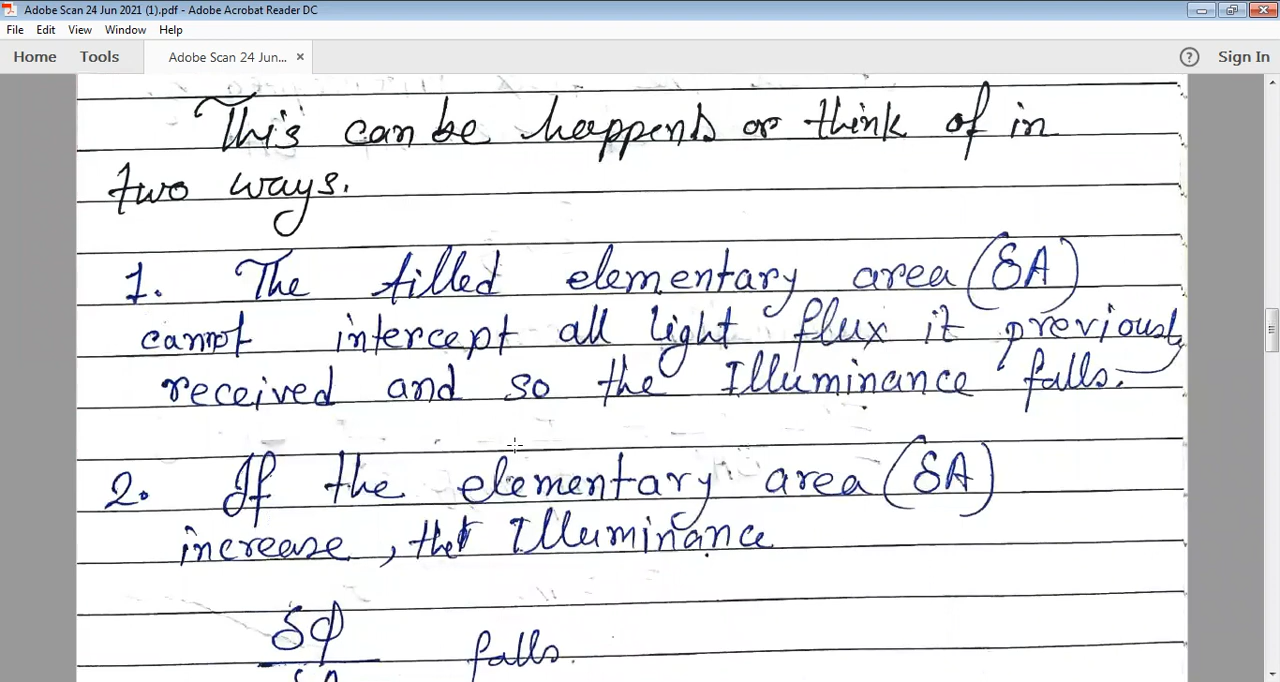 Adobe Scan 24 Jun 2021 (1).pdf - Adobe Acrobat Reader DC
File Edit View Window Help
Home Tools Adobe Scan 24 Jun... × ? Sign In
This can be happens or think of in
two ways.
1. The tilled elementary area (δA)
cannot intercept all light flux it previously
received and so the Illuminance falls.
2. If the elementary area (δA)
increase, the Illuminance
δφ
falls.